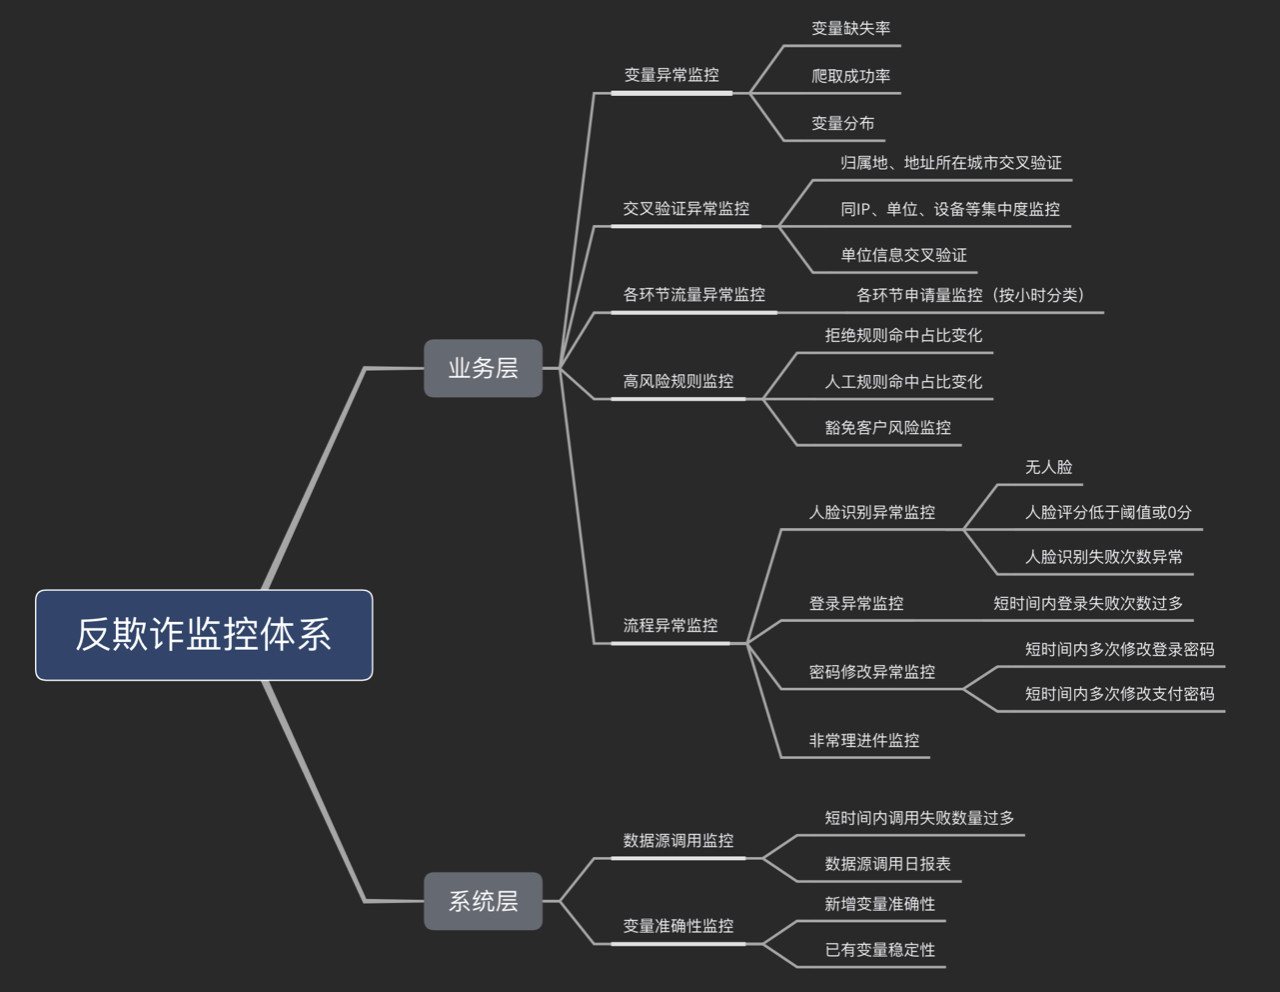 反欺诈监控体系
业务层
变量异常监控
变量缺失率
爬取成功率
变量分布
交叉验证异常监控
归属地、地址所在城市交叉验证
同IP、单位、设备等集中度监控
单位信息交叉验证
各环节流量异常监控
各环节申请量监控（按小时分类）
高风险规则监控
拒绝规则命中占比变化
人工规则命中占比变化
豁免客户风险监控
流程异常监控
人脸识别异常监控
无人脸
人脸评分低于阈值或0分
人脸识别失败次数异常
登录异常监控
短时间内登录失败次数过多
密码修改异常监控
短时间内多次修改登录密码
短时间内多次修改支付密码
非常理进件监控
系统层
数据源调用监控
短时间内调用失败数量过多
数据源调用日报表
变量准确性监控
新增变量准确性
已有变量稳定性